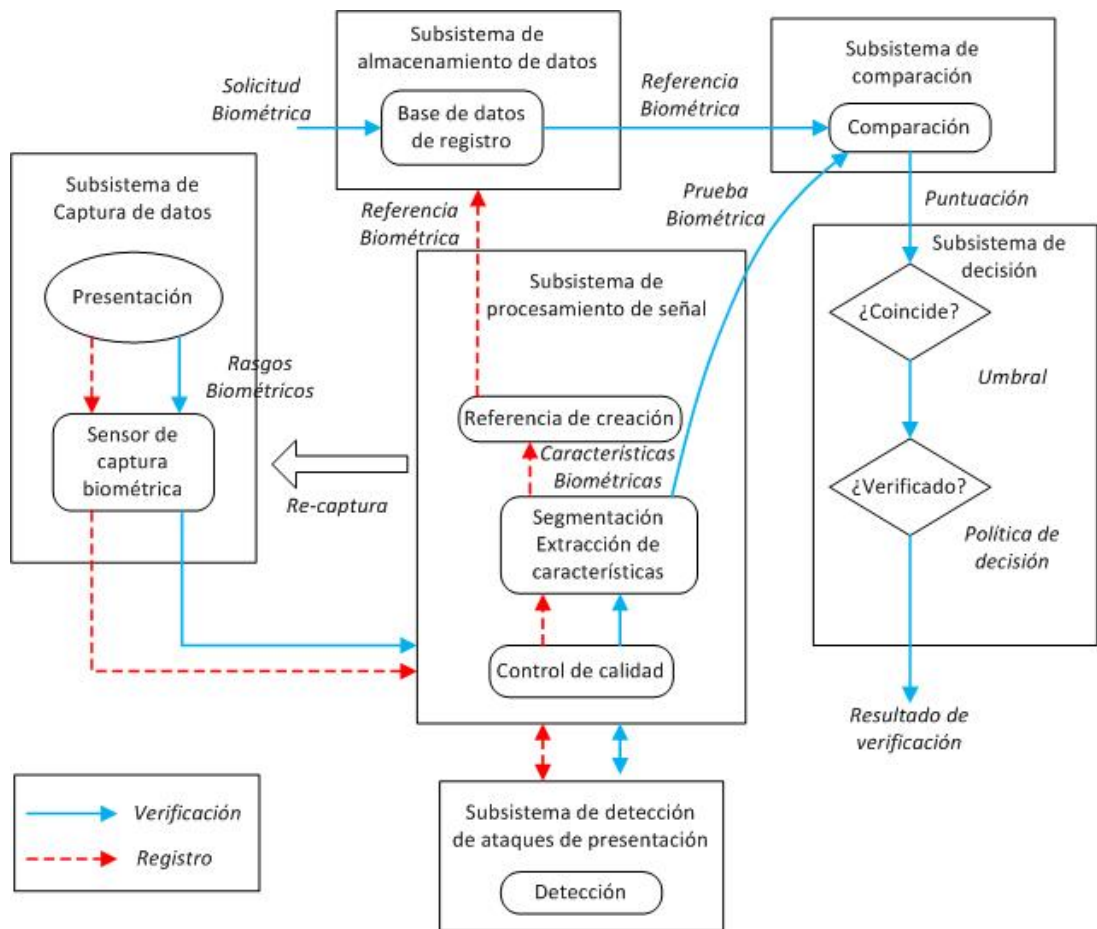 Subsistema de
almacenamiento de datos
Solicitud
Biométrica
Base de datos
de registro
Referencia
Biométrica
Subsistema de
comparación
Comparación
Subsistema de
Captura de datos
Presentación
Rasgos
Biométricos
Sensor de
captura
biométrica
Referencia
Biométrica
Prueba
Biométrica
Puntuación
Subsistema de
procesamiento de señal
Referencia de creación
Características
Biométricas
Segmentación
Extracción de
características
Control de calidad
Re-captura
Subsistema de
decisión
¿Coincide?
Umbral
¿Verificado?
Política de
decisión
Resultado de
verificación
Verificación
Registro
Subsistema de detección
de ataques de presentación
Detección